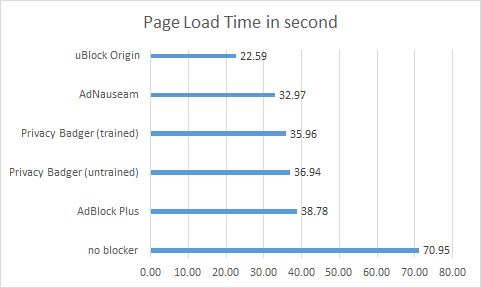 Page Load Time in second
uBlock Origin 22.59
AdNauseam 32.97
Privacy Badger (trained) 35.96
Privacy Badger (untrained) 36.94
AdBlock Plus 38.78
no blocker 70.95
0.00 10.00 20.00 30.00 40.00 50.00 60.00 70.00 80.00